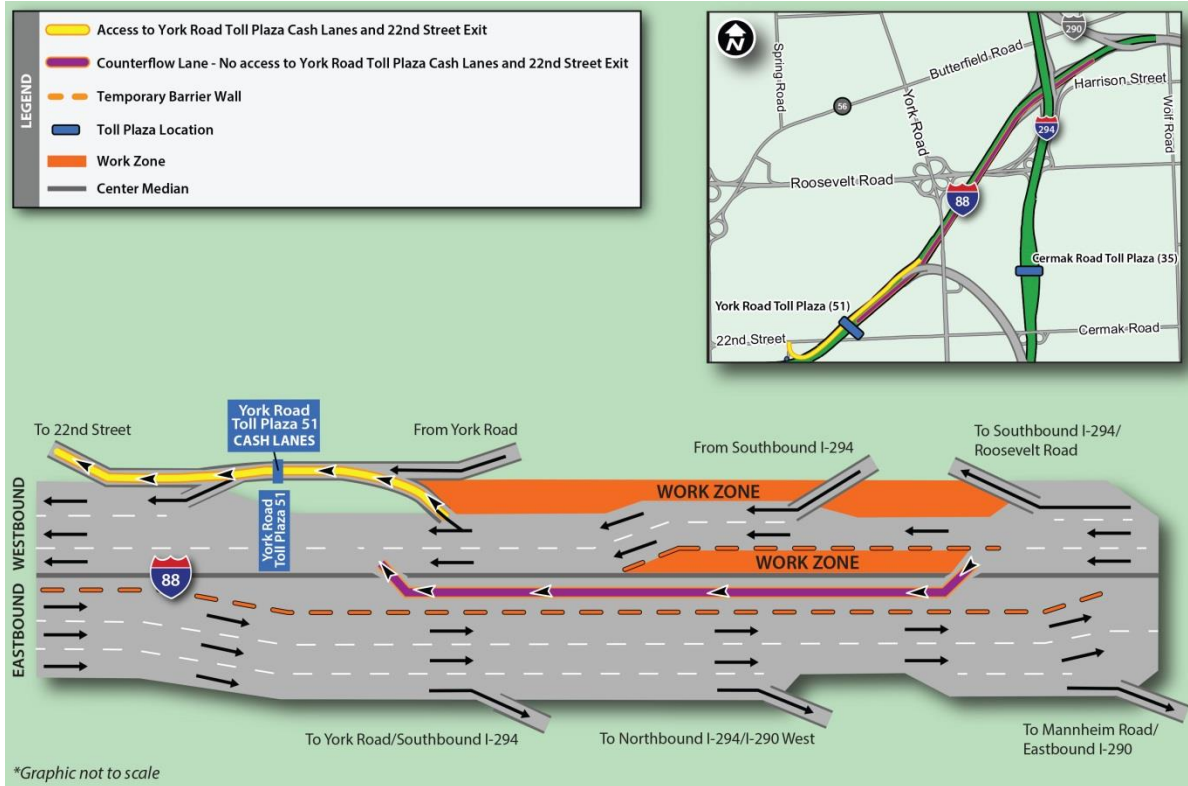 LEGEND
Access to York Road Toll Plaza Cash Lanes and 22nd Street Exit
Counterflow Lane - No access to York Road Toll Plaza Cash Lanes and 22nd Street Exit
Temporary Barrier Wall
Toll Plaza Location
Work Zone
Center Median
N
290
Spring Road
Butterfield Road
Harrison Street
56
York Road
294
Wolf Road
Roosevelt Road
88
Cermak Road Toll Plaza (35)
York Road Toll Plaza (51)
22nd Street
Cermak Road
To 22nd Street
York Road
Toll Plaza 51
CASH LANES
From York Road
From Southbound I-294
To Southbound I-294/
Roosevelt Road
WESTBOUND
York Road
Toll Plaza 51
WORK ZONE
WORK ZONE
88
EASTBOUND
To York Road/Southbound I-294
To Northbound I-294/I-290 West
To Mannheim Road/
Eastbound I-290
*Graphic not to scale